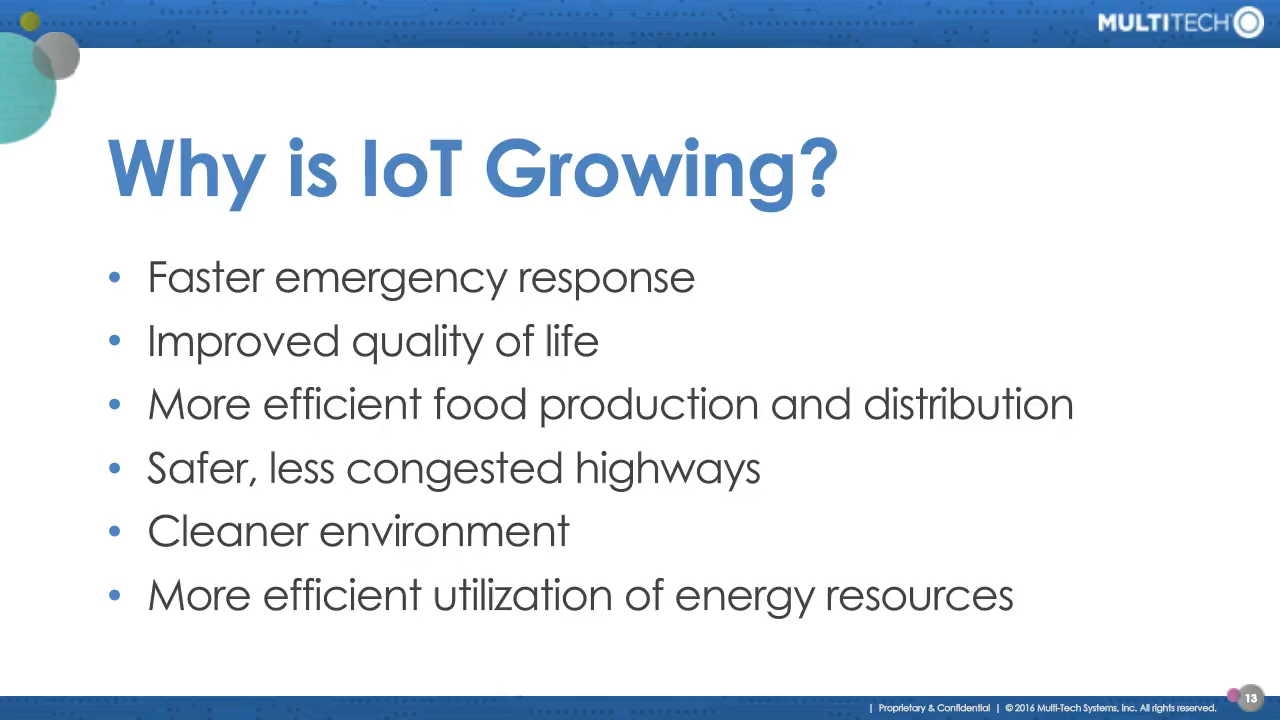 MULTITECH
Why is IoT Growing?
• Faster emergency response
• Improved quality of life
• More efficient food production and distribution
• Safer, less congested highways
• Cleaner environment
• More efficient utilization of energy resources
| Proprietary & Confidential | © 2016 Multi-Tech Systems, Inc. All rights reserved.
13